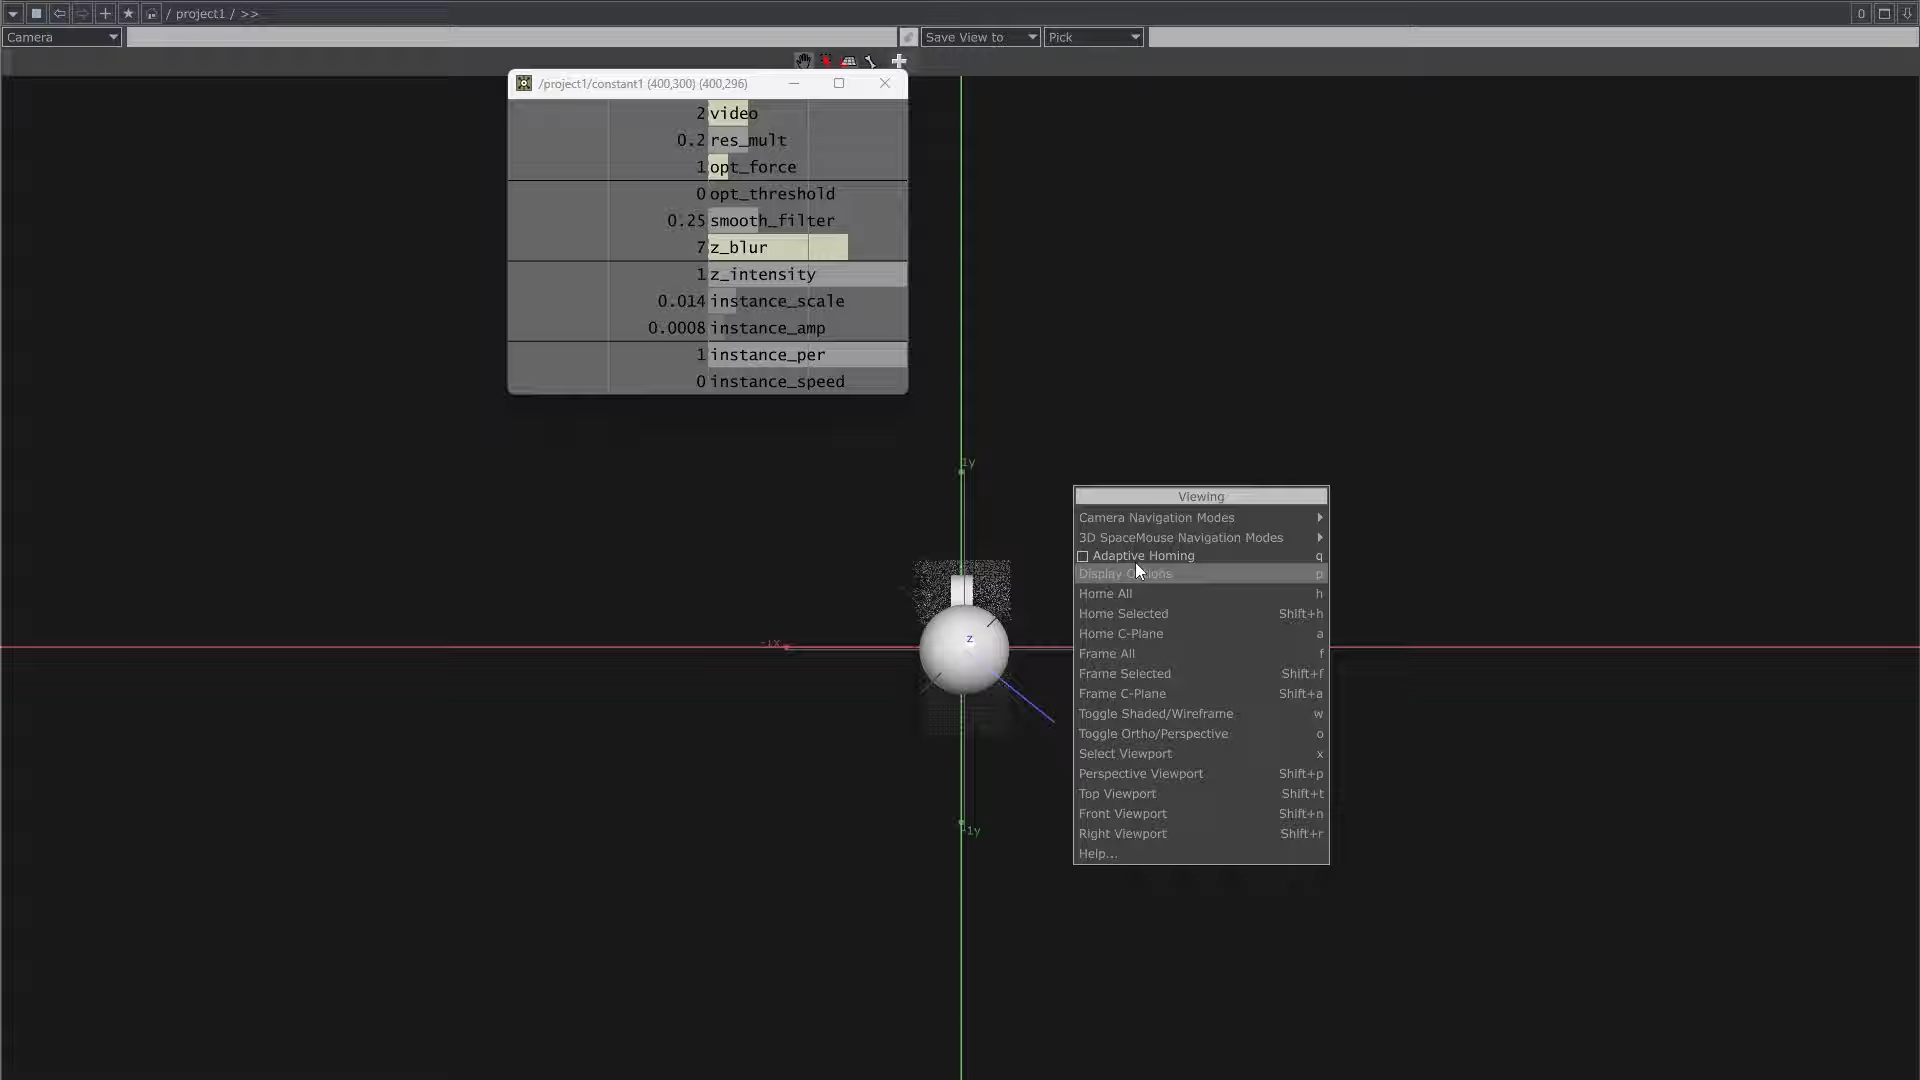 / project1 / >>
0
Camera
Save View to
Pick
/project1/constant1 (400,300) (400,296)
2 video
0.2 res_mult
1 opt_force
0 opt_threshold
0.25 smooth_filter
7 z_blur
1 z_intensity
0.014 instance_scale
0.0008 instance_amp
1 instance_per
0 instance_speed
1y
-1x
z
-1y
Viewing
Camera Navigation Modes
3D SpaceMouse Navigation Modes
Adaptive Homing q
Display Options p
Home All h
Home Selected Shift+h
Home C-Plane a
Frame All f
Frame Selected Shift+f
Frame C-Plane Shift+a
Toggle Shaded/Wireframe w
Toggle Ortho/Perspective o
Select Viewport x
Perspective Viewport Shift+p
Top Viewport Shift+t
Front Viewport Shift+n
Right Viewport Shift+r
Help...